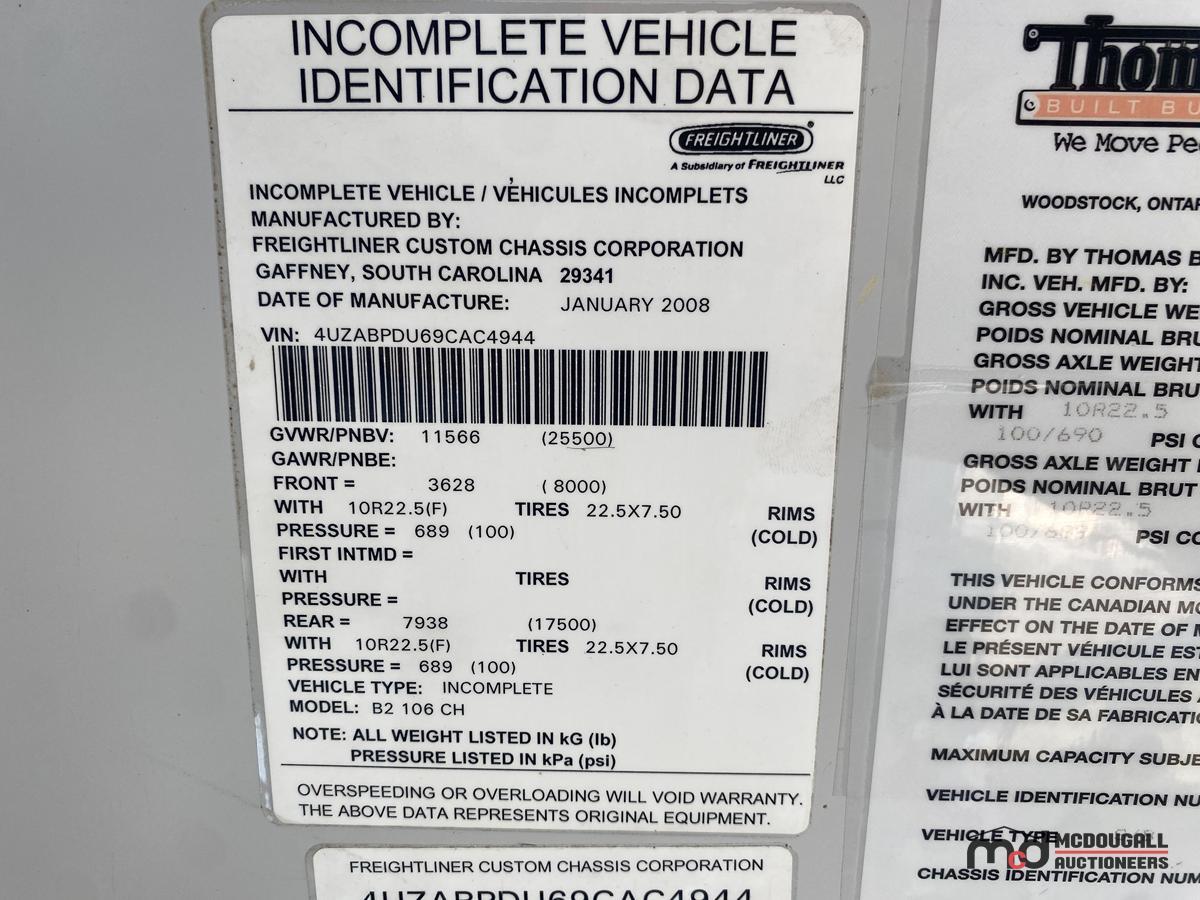 INCOMPLETE VEHICLE
IDENTIFICATION DATA
FREIGHTLINER
A Subsidiary of FREIGHTLINER
LLC
INCOMPLETE VEHICLE / VÉHICULES INCOMPLETS
MANUFACTURED BY:
FREIGHTLINER CUSTOM CHASSIS CORPORATION
GAFFNEY, SOUTH CAROLINA 29341
DATE OF MANUFACTURE: JANUARY 2008
VIN: 4UZABPDU69CAC4944
GVWR/PNBV: 11566 (25500)
GAWR/PNBE:
FRONT = 3628 ( 8000)
WITH 10R22.5(F) TIRES 22.5X7.50 RIMS
PRESSURE = 689 (100) (COLD)
FIRST INTMD =
WITH TIRES RIMS
PRESSURE = (COLD)
REAR = 7938 (17500)
WITH 10R22.5(F) TIRES 22.5X7.50 RIMS
PRESSURE = 689 (100) (COLD)
VEHICLE TYPE: INCOMPLETE
MODEL: B2 106 CH
NOTE: ALL WEIGHT LISTED IN kG (lb)
PRESSURE LISTED IN kPa (psi)
OVERSPEEDING OR OVERLOADING WILL VOID WARRANTY.
THE ABOVE DATA REPRESENTS ORIGINAL EQUIPMENT.
FREIGHTLINER CUSTOM CHASSIS CORPORATION
4UZABPDU69CAC4944
Thom
BUILT BU
We Move Pe
WOODSTOCK, ONTAR
MFD. BY THOMAS B
INC. VEH. MFD. BY:
GROSS VEHICLE WE
POIDS NOMINAL BRU
GROSS AXLE WEIGHT
POIDS NOMINAL BRUT
WITH 10R22.5
100/690 PSI C
GROSS AXLE WEIGHT
POIDS NOMINAL BRUT
WITH 10R22.5
PSI CO
THIS VEHICLE CONFORMS
UNDER THE CANADIAN MO
EFFECT ON THE DATE OF M
LE PRÉSENT VÉHICULE EST
LUI SONT APPLICABLES EN
SÉCURITÉ DES VÉHICULES A
À LA DATE DE SA FABRICATIO
MAXIMUM CAPACITY SUBJE
VEHICLE IDENTIFICATION NU
VEHICLE TYPE
CHASSIS IDENTIFICATION NUM
mcd MCDOUGALL
AUCTIONEERS